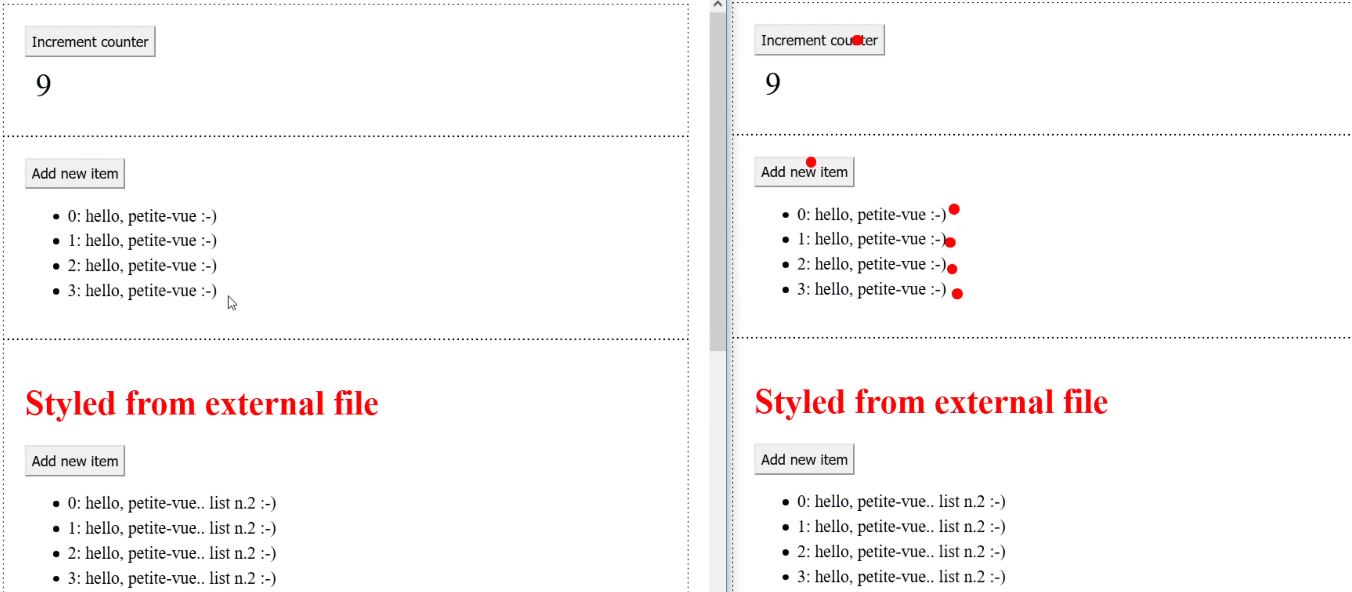 Increment counter
9
Add new item
0: hello, petite-vue :-)
1: hello, petite-vue :-)
2: hello, petite-vue :-)
3: hello, petite-vue :-)
Styled from external file
Add new item
0: hello, petite-vue.. list n.2 :-)
1: hello, petite-vue.. list n.2 :-)
2: hello, petite-vue.. list n.2 :-)
3: hello, petite-vue.. list n.2 :-)
Increment counter
9
Add new item
0: hello, petite-vue :-)
1: hello, petite-vue :-)
2: hello, petite-vue :-)
3: hello, petite-vue :-)
Styled from external file
Add new item
0: hello, petite-vue.. list n.2 :-)
1: hello, petite-vue.. list n.2 :-)
2: hello, petite-vue.. list n.2 :-)
3: hello, petite-vue.. list n.2 :-)